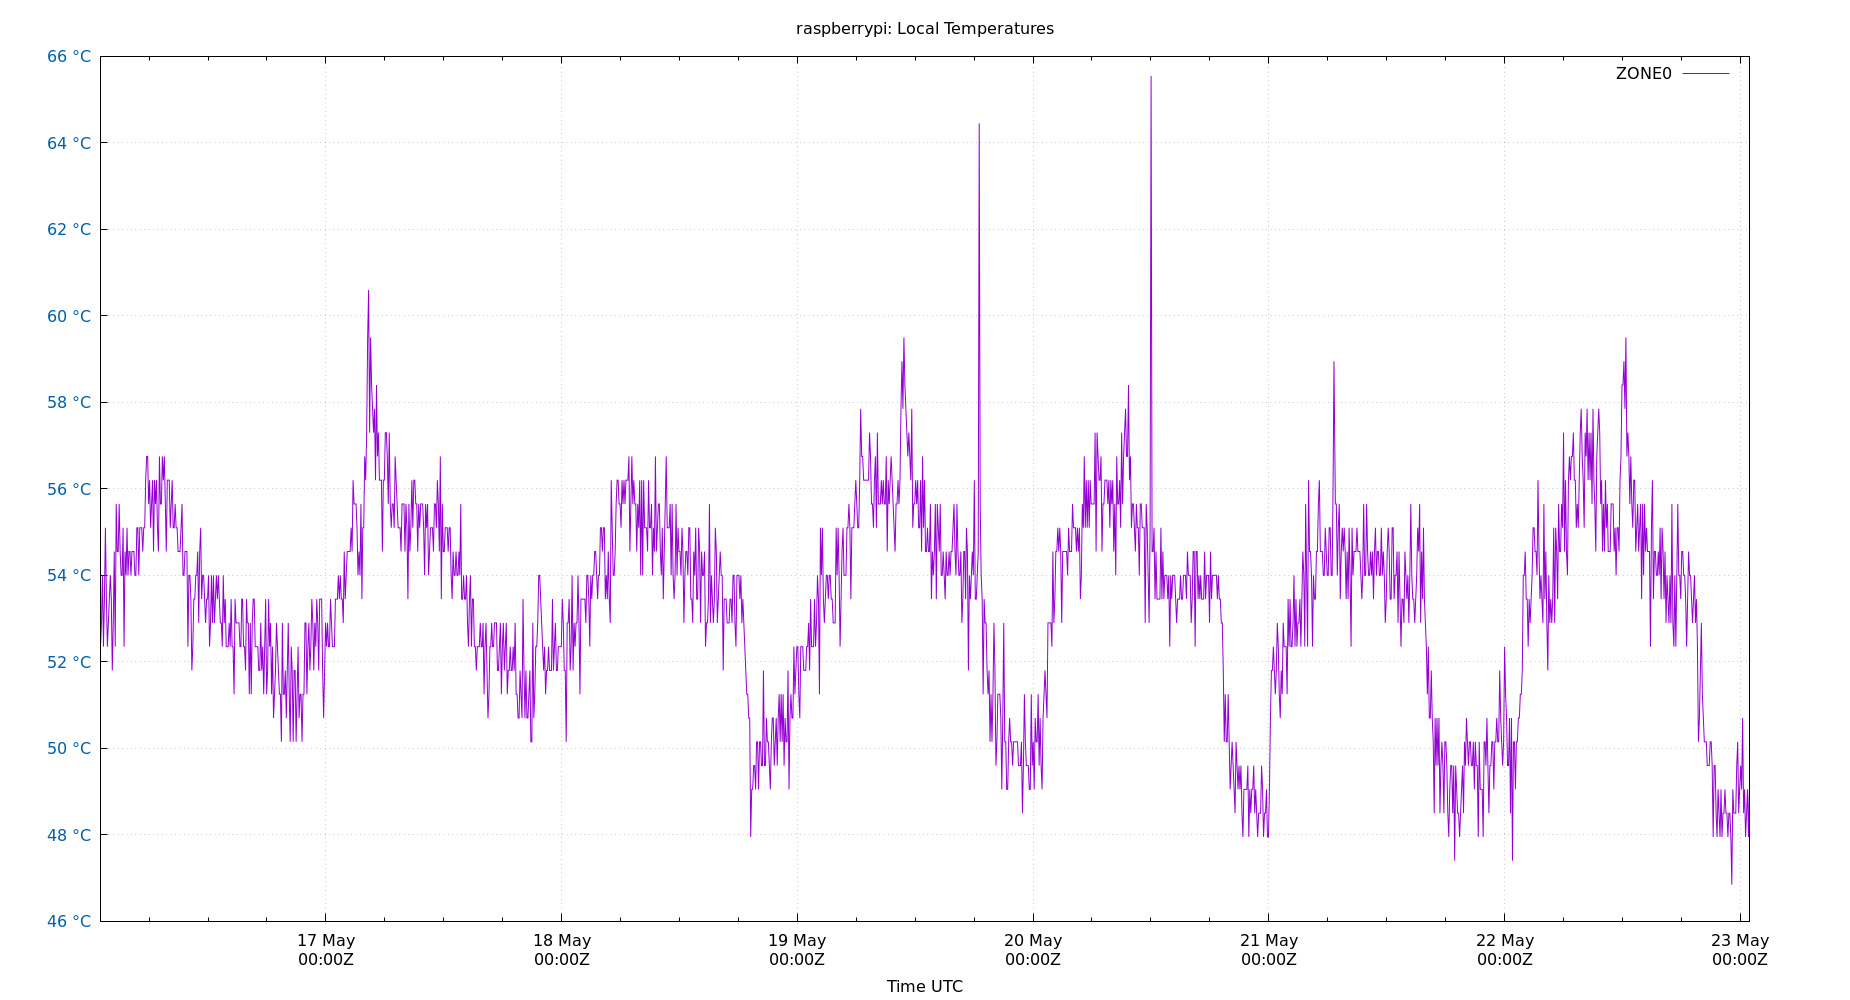 raspberrypi: Local Temperatures
66 °C
ZONE0
64 °C
62 °C
60 °C
58 °C
56 °C
54 °C
52 °C
50 °C
48 °C
46 °C
17 May
00:00Z
18 May
00:00Z
19 May
00:00Z
20 May
00:00Z
21 May
00:00Z
22 May
00:00Z
23 May
00:00Z
Time UTC